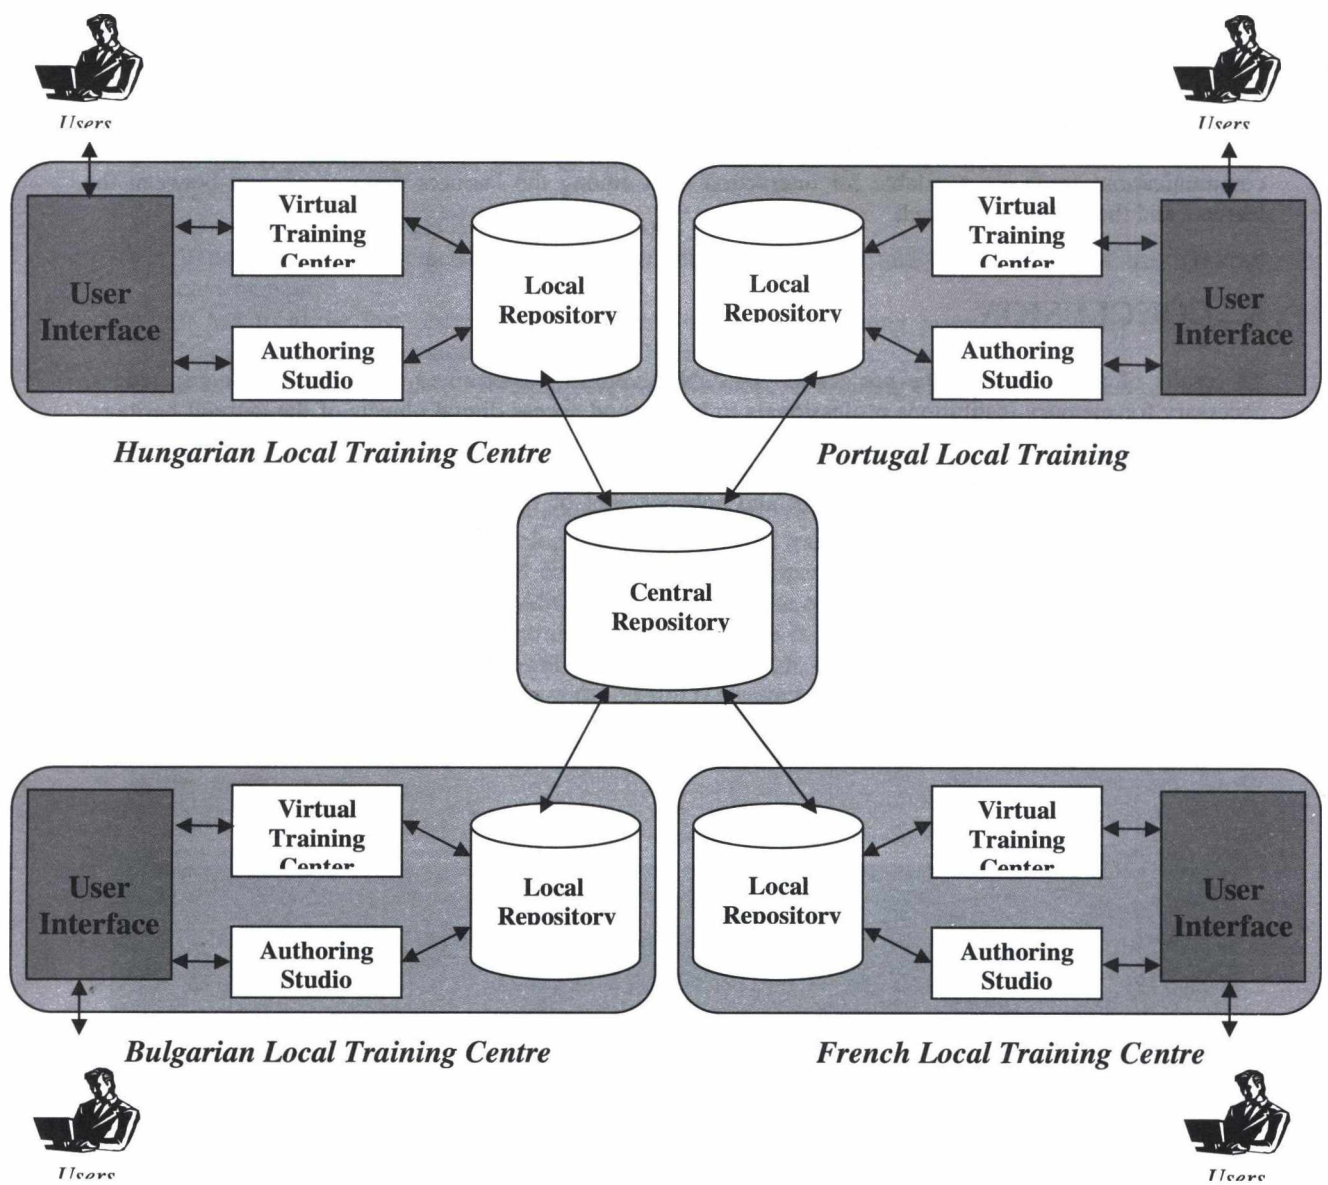 Users
Users
User
Interface
Virtual
Training
Center
Authoring
Studio
Local
Repository
Local
Repository
Virtual
Training
Center
Authoring
Studio
User
Interface
Hungarian Local Training Centre
Portugal Local Training
Central
Repository
User
Interface
Virtual
Training
Center
Authoring
Studio
Local
Repository
Local
Repository
Virtual
Training
Center
Authoring
Studio
User
Interface
Bulgarian Local Training Centre
French Local Training Centre
Users
Users